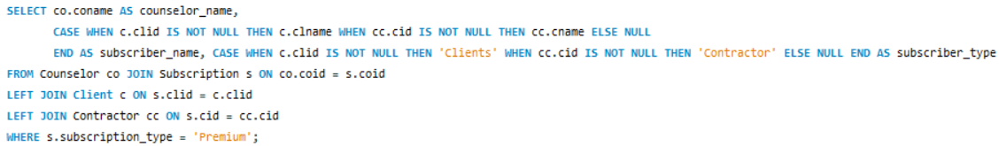 SELECT co.coname AS counselor_name,
CASE WHEN c.clid IS NOT NULL THEN c.clname WHEN cc.cid IS NOT NULL THEN cc.cname ELSE NULL
END AS subscriber_name, CASE WHEN c.clid IS NOT NULL THEN 'Clients' WHEN cc.cid IS NOT NULL THEN 'Contractor' ELSE NULL END AS subscriber_type
FROM Counselor co JOIN Subscription s ON co.coid = s.coid
LEFT JOIN Client c ON s.clid = c.clid
LEFT JOIN Contractor cc ON s.cid = cc.cid
WHERE s.subscription_type = 'Premium';